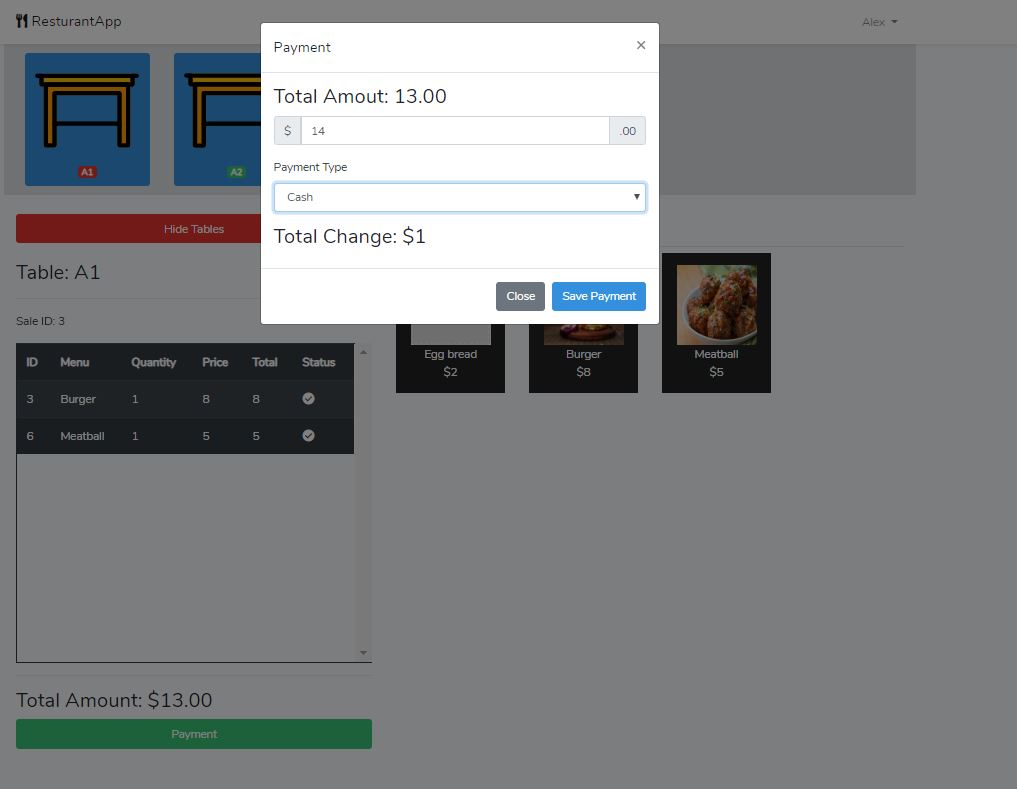 ResturantApp
Alex
A1
A2
Hide Tables
Table: A1
Sale ID: 3
ID Menu Quantity Price Total Status
3 Burger 1 8 8
6 Meatball 1 5 5
Total Amount: $13.00
Payment
Payment ×
Total Amout: 13.00
$ 14 .00
Payment Type
Cash
Total Change: $1
Close Save Payment
Egg bread
$2
Burger
$8
Meatball
$5